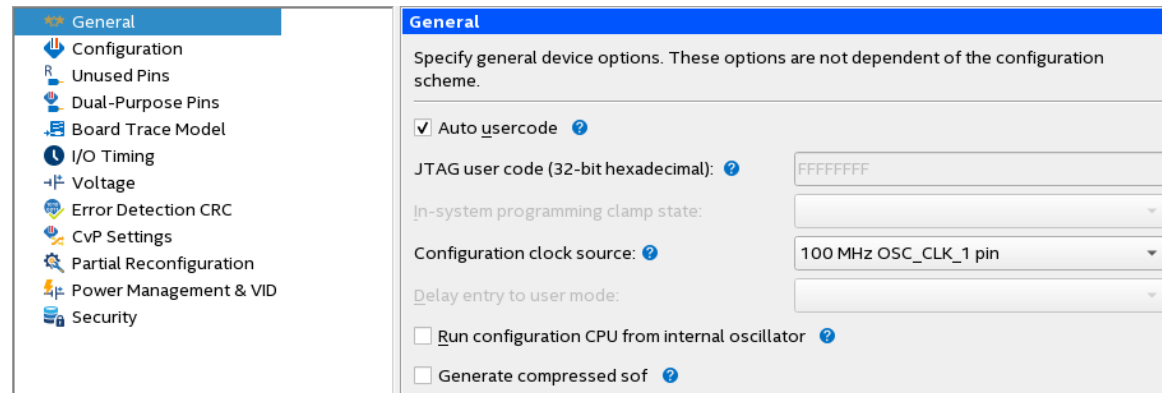 General
Configuration
Unused Pins
Dual-Purpose Pins
Board Trace Model
I/O Timing
Voltage
Error Detection CRC
CvP Settings
Partial Reconfiguration
Power Management & VID
Security
General
Specify general device options. These options are not dependent of the configuration
scheme.
Auto usercode
JTAG user code (32-bit hexadecimal): FFFFFFFF
In-system programming clamp state:
Configuration clock source: 100 MHz OSC_CLK_1 pin
Delay entry to user mode:
Run configuration CPU from internal oscillator
Generate compressed sof